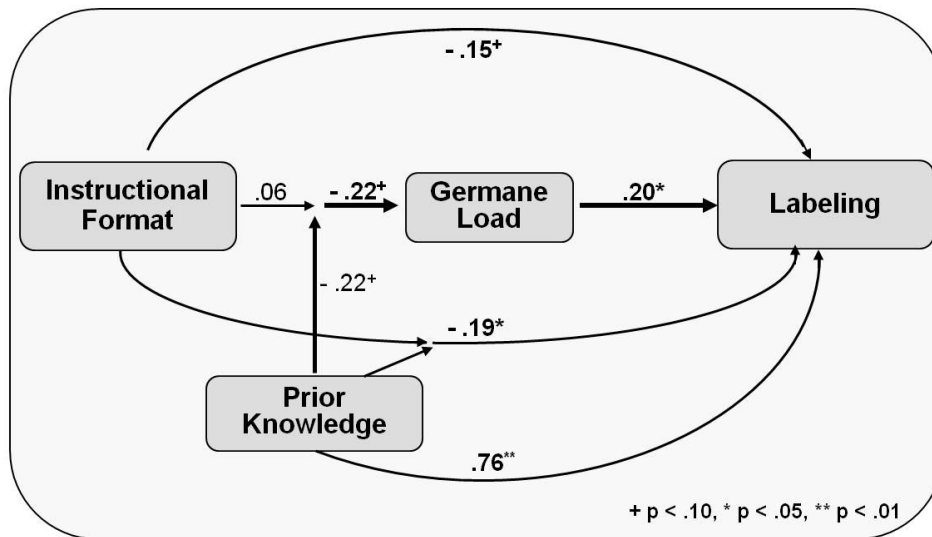 - .15+
Instructional
Format
.06
- .22+
Germane
Load
.20*
Labeling
- .22+
- .19*
Prior
Knowledge
.76**
+ p < .10, * p < .05, ** p < .01